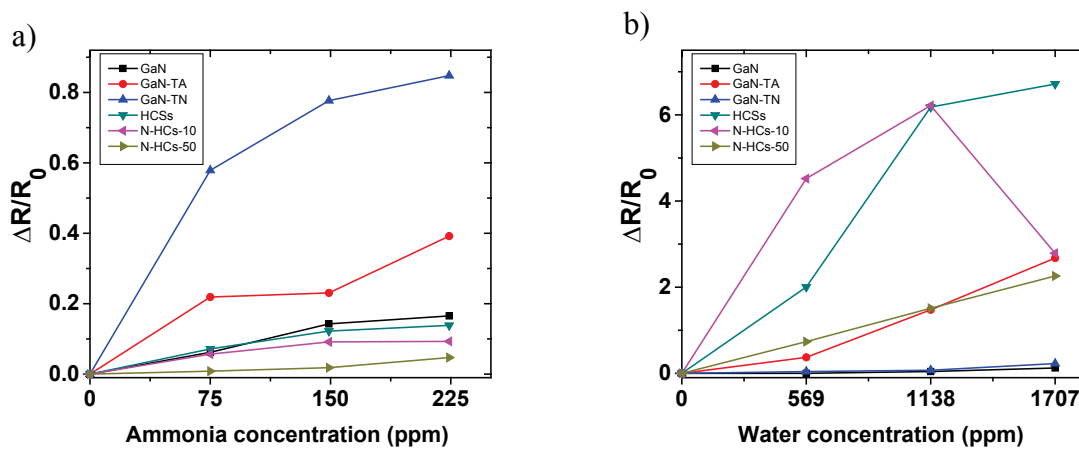 a)
GaN
GaN-TA
GaN-TN
HCSs
N-HCs-10
N-HCs-50
0.8
0.6
0.4
0.2
0.0
ΔR/R0
0 75 150 225
Ammonia concentration (ppm)
b)
GaN
GaN-TA
GaN-TN
HCSs
N-HCs-10
N-HCs-50
6
4
2
0
ΔR/R0
0 569 1138 1707
Water concentration (ppm)